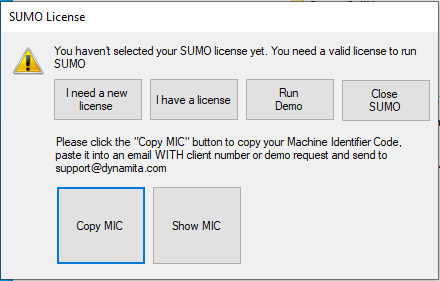 SUMO License
You haven't selected your SUMO license yet. You need a valid license to run
SUMO
I need a new
license
I have a license
Run
Demo
Close
SUMO
Please click the "Copy MIC" button to copy your Machine Identifier Code,
paste it into an email WITH client number or demo request and send to
support@dynamita.com
Copy MIC
Show MIC